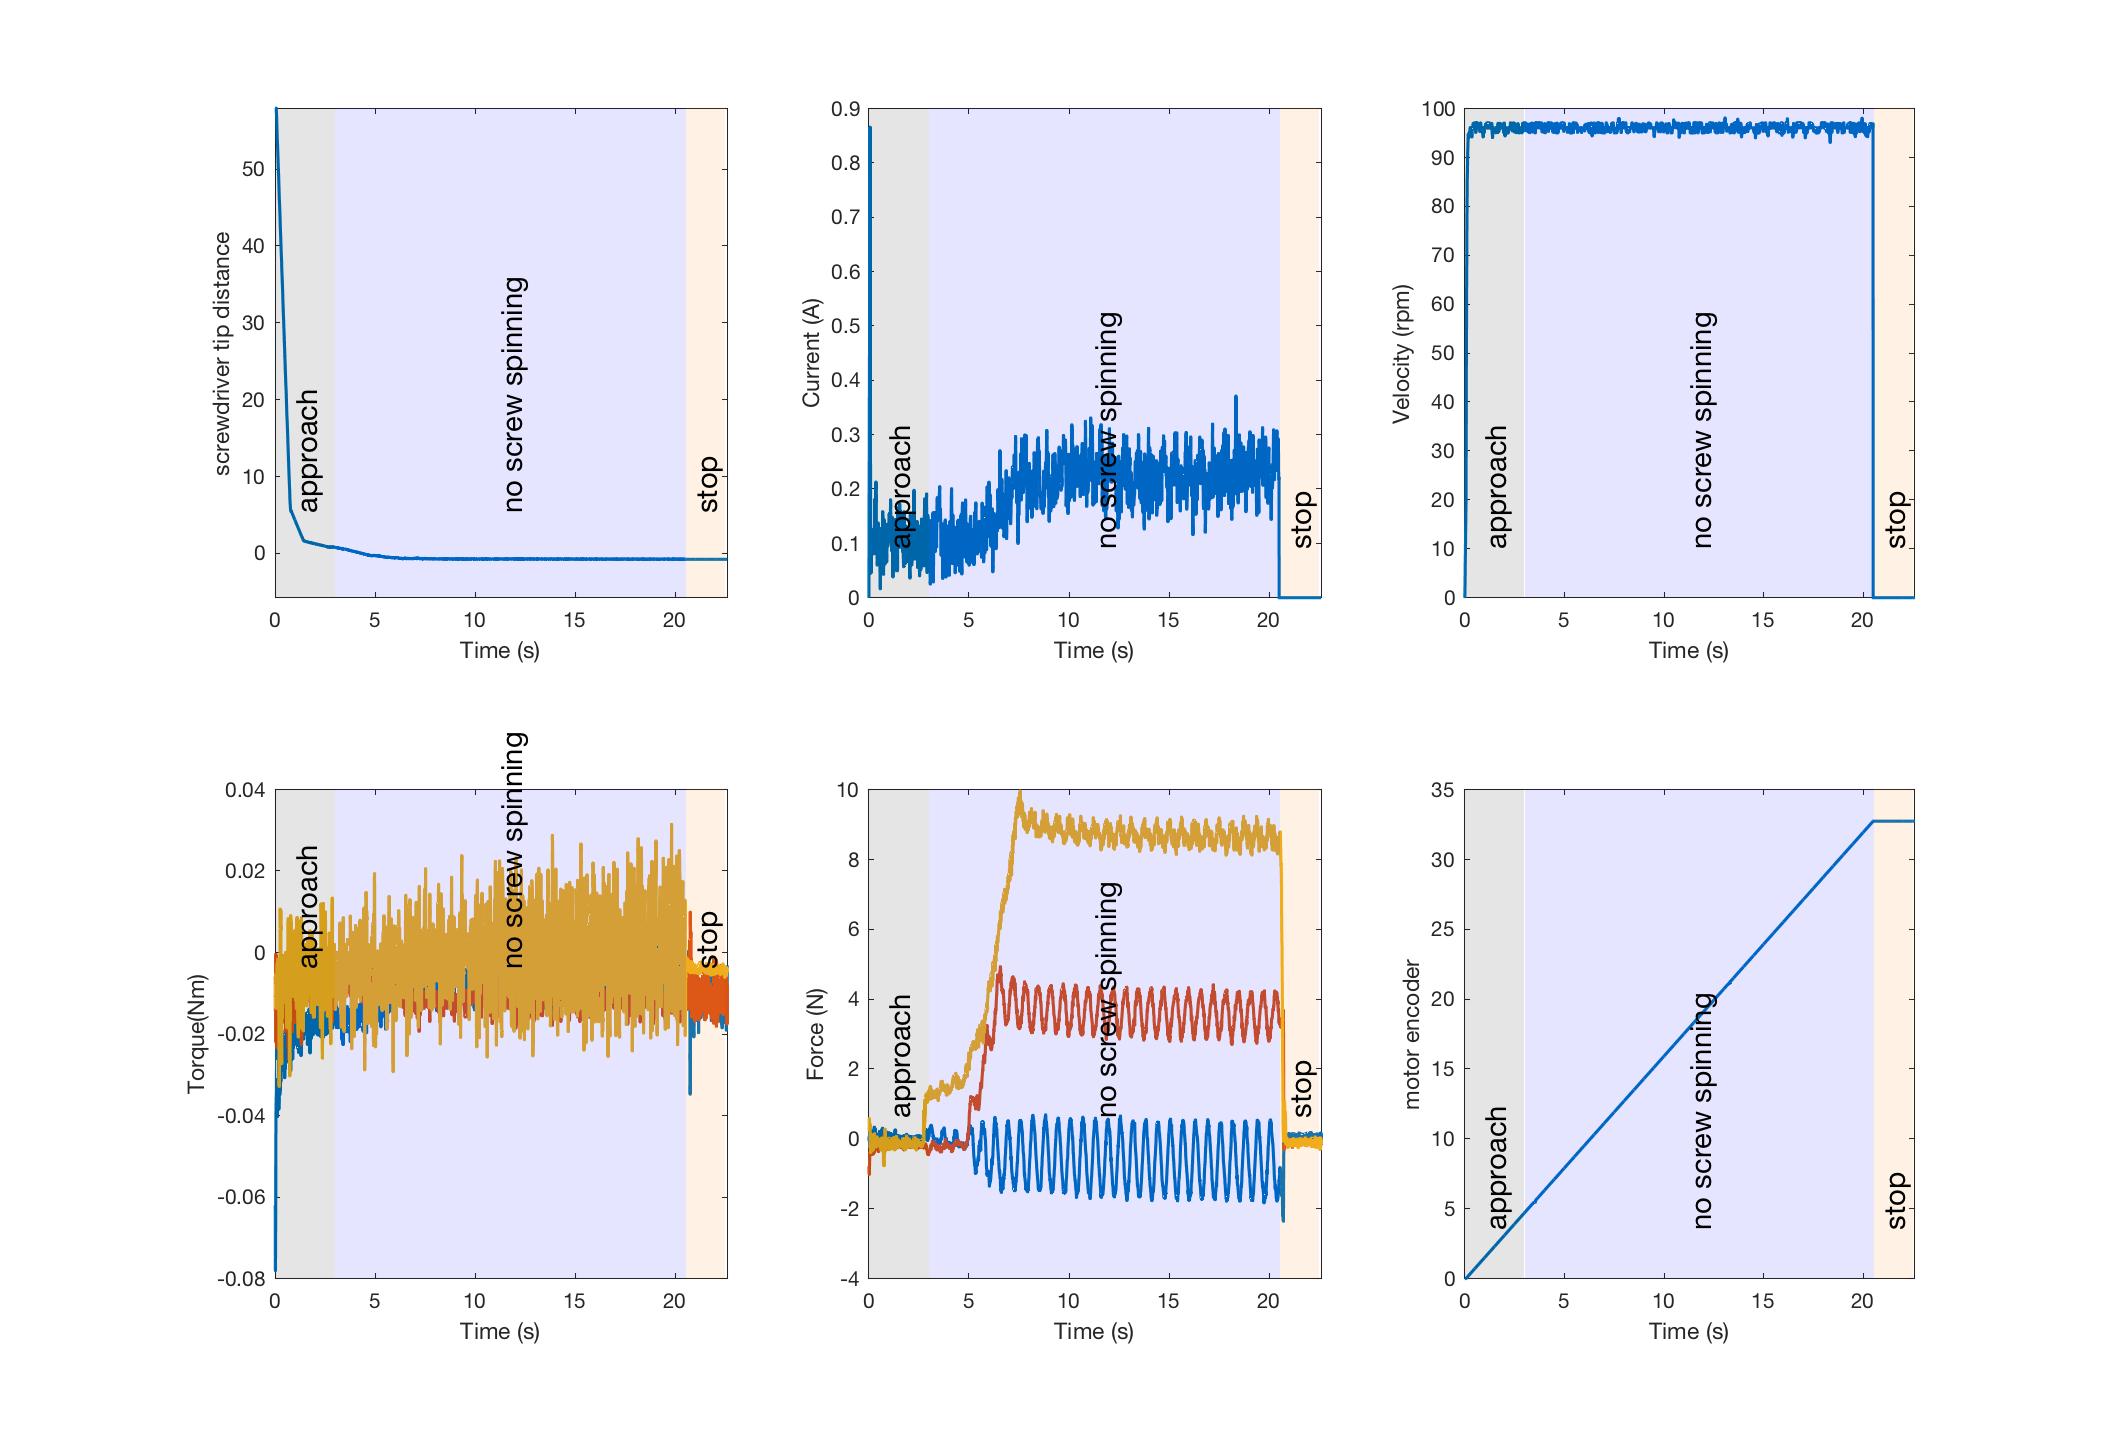 screwdriver tip distance
50
40
30
20
10
0
0 5 10 15 20
Time (s)
approach
no screw spinning
stop
Current (A)
0.9
0.8
0.7
0.6
0.5
0.4
0.3
0.2
0.1
0
0 5 10 15 20
Time (s)
approach
no screw spinning
stop
Velocity (rpm)
100
90
80
70
60
50
40
30
20
10
0
0 5 10 15 20
Time (s)
approach
no screw spinning
stop
Torque(Nm)
0.04
0.02
0
-0.02
-0.04
-0.06
-0.08
0 5 10 15 20
Time (s)
approach
no screw spinning
stop
Force (N)
10
8
6
4
2
0
-2
-4
0 5 10 15 20
Time (s)
approach
no screw spinning
stop
motor encoder
35
30
25
20
15
10
5
0
0 5 10 15 20
Time (s)
approach
no screw spinning
stop